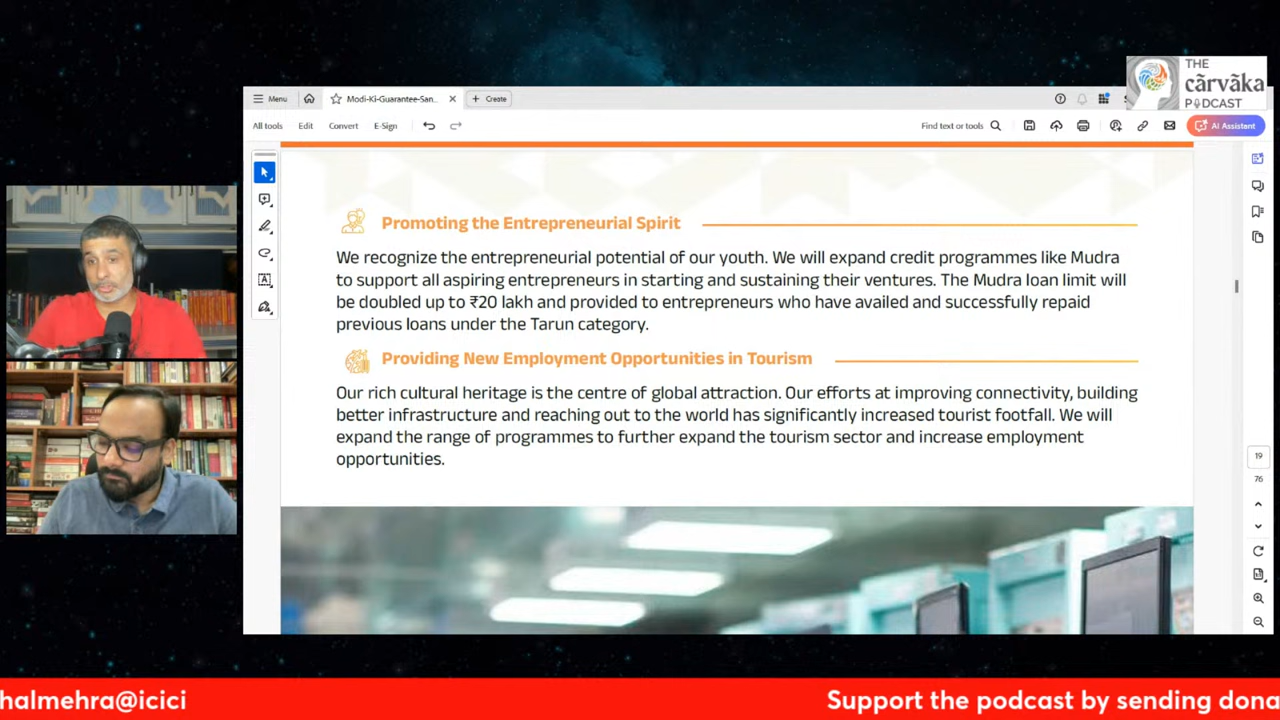 THE
cārvāka
PODCAST
Menu
Modi-Ki-Guarantee-San...
Create
All tools
Edit
Convert
E-Sign
Find text or tools
AI Assistant
Promoting the Entrepreneurial Spirit
We recognize the entrepreneurial potential of our youth. We will expand credit programmes like Mudra
to support all aspiring entrepreneurs in starting and sustaining their ventures. The Mudra loan limit will
be doubled up to ₹20 lakh and provided to entrepreneurs who have availed and successfully repaid
previous loans under the Tarun category.
Providing New Employment Opportunities in Tourism
Our rich cultural heritage is the centre of global attraction. Our efforts at improving connectivity, building
better infrastructure and reaching out to the world has significantly increased tourist footfall. We will
expand the range of programmes to further expand the tourism sector and increase employment
opportunities.
19
76
halmehra@icici
Support the podcast by sending dona